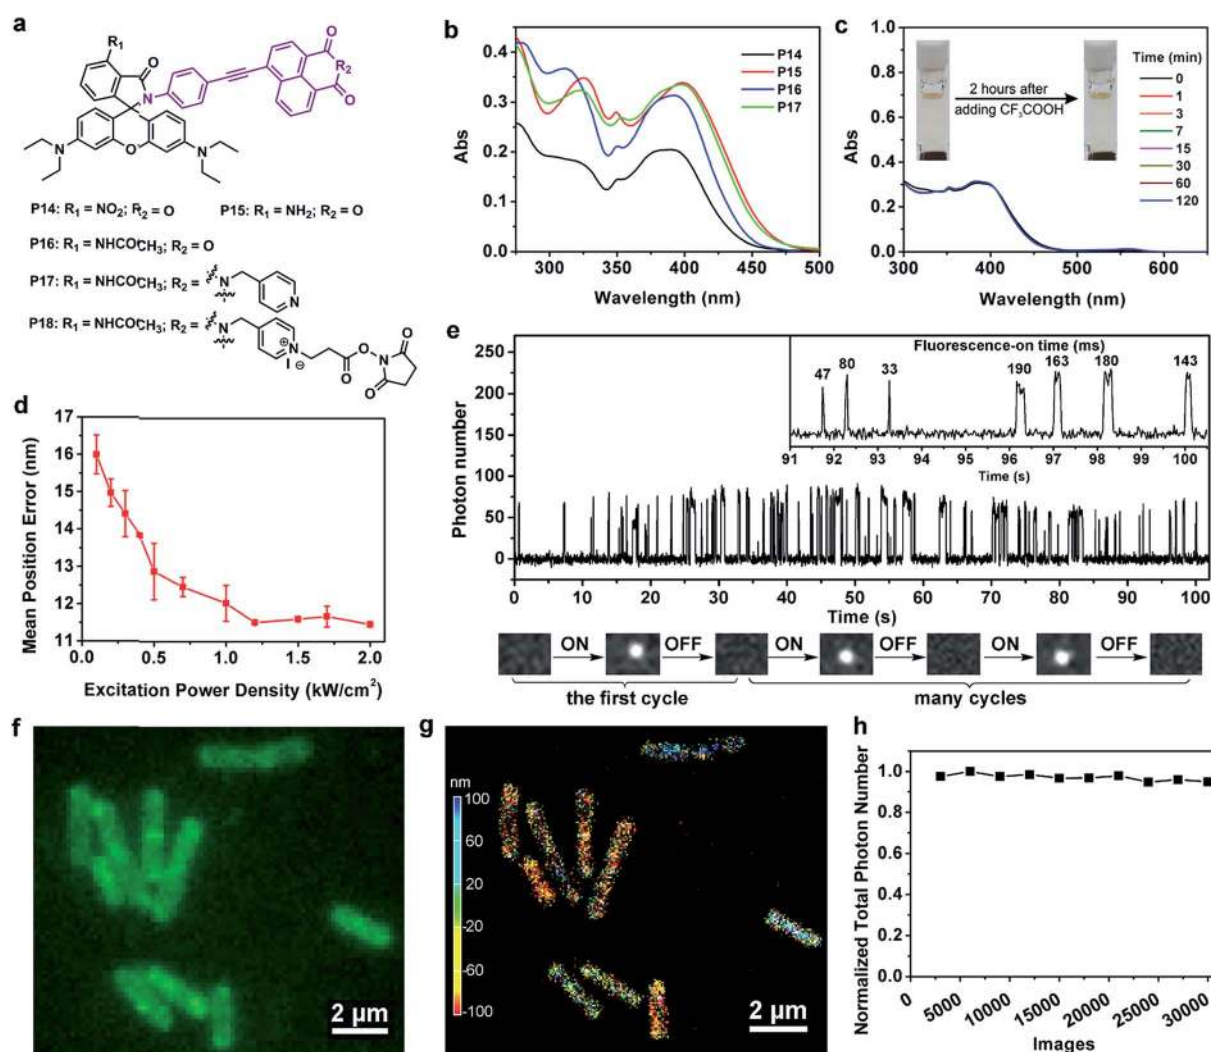 a
R₁
O
N
O
R₂
O
N
O
N
P14: R₁ = NO₂; R₂ = O P15: R₁ = NH₂; R₂ = O
P16: R₁ = NHCOCH₃; R₂ = O
P17: R₁ = NHCOCH₃; R₂ = N N
P18: R₁ = NHCOCH₃; R₂ = N N ⊕ I ⊖ O O N O O
b
0.4
0.3
0.2
0.1
0.0
Abs
P14
P15
P16
P17
275 300 350 400 450 500
Wavelength (nm)
c
1.0
0.8
0.6
0.4
0.2
0.0
Abs
2 hours after
adding CF₃COOH
Time (min)
0
1
3
7
15
30
60
120
300 400 500 600
Wavelength (nm)
d
17
16
15
14
13
12
11
Mean Position Error (nm)
0.0 0.5 1.0 1.5 2.0
Excitation Power Density (kW/cm²)
e
250
200
150
100
50
0
Photon number
Fluorescence-on time (ms)
47 80 33 190 163 180 143
91 92 93 94 95 96 97 98 99 100
Time (s)
0 10 20 30 40 50 60 70 80 90 100
Time (s)
ON OFF ON OFF ON OFF
the first cycle many cycles
f
2 μm
g
nm
100
60
20
-20
-60
-100
2 μm
h
1.0
0.8
0.6
0.4
0.2
0.0
Normalized Total Photon Number
0 5000 10000 15000 20000 25000 30000
Images